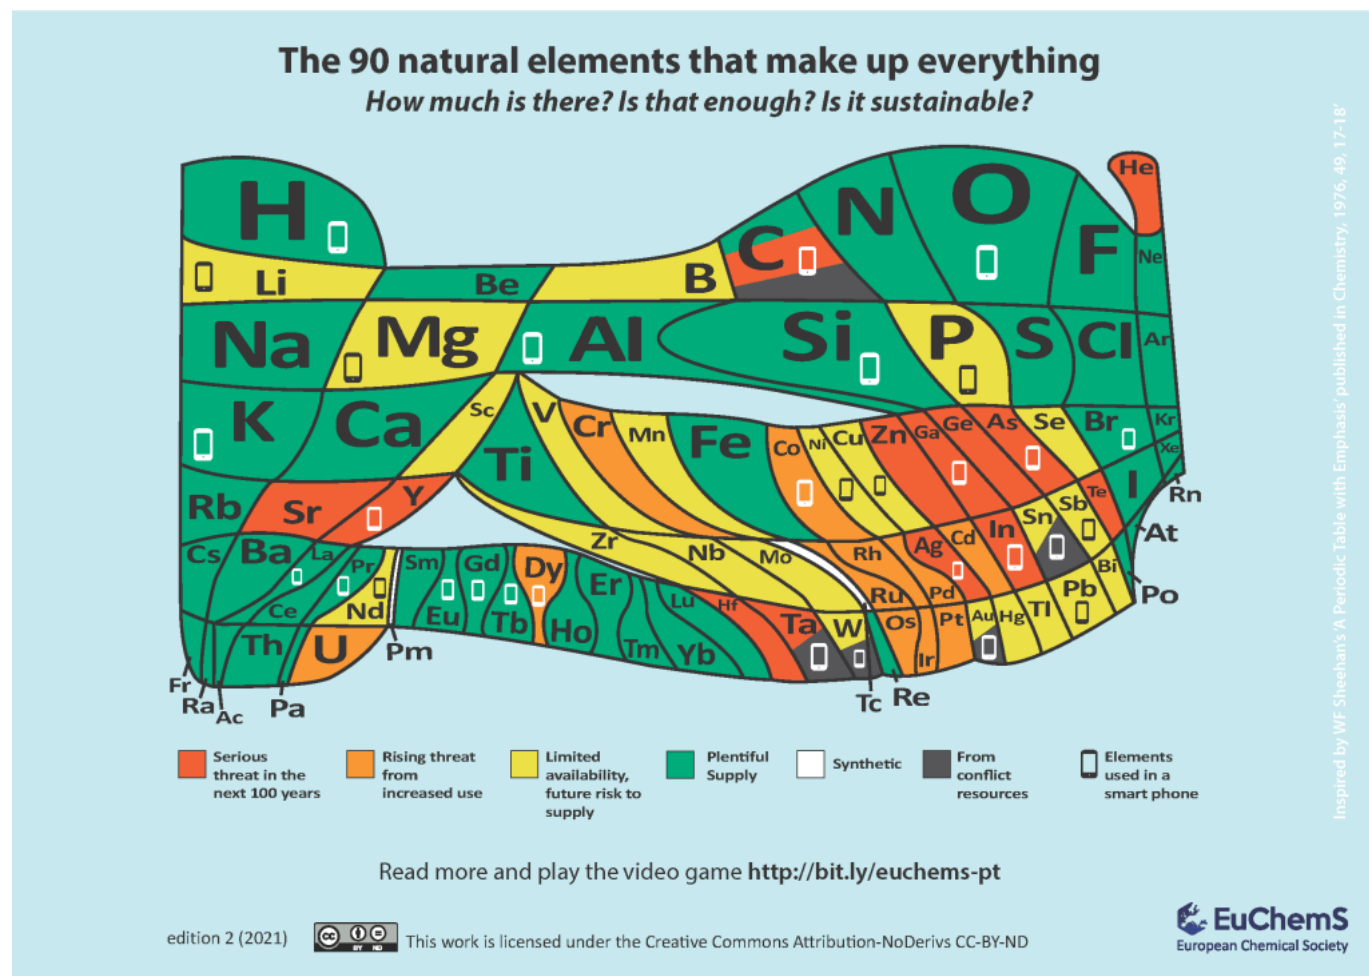 The 90 natural elements that make up everything
How much is there? Is that enough? Is it sustainable?
H
He
Li
Be
B
C
N
O
F
Ne
Na
Mg
Al
Si
P
S
Cl
Ar
K
Ca
Sc
Ti
V
Cr
Mn
Fe
Co
Ni
Cu
Zn
Ga
Ge
As
Se
Br
Kr
Rb
Sr
Y
Zr
Nb
Mo
Tc
Ru
Rh
Pd
Ag
Cd
In
Sn
Sb
Te
I
Xe
Cs
Ba
La
Ce
Pr
Nd
Pm
Sm
Eu
Gd
Tb
Dy
Ho
Er
Tm
Yb
Lu
Hf
Ta
W
Re
Os
Ir
Pt
Au
Hg
Tl
Pb
Bi
Po
At
Rn
Fr
Ra
Ac
Th
Pa
U
Serious
threat in the
next 100 years
Rising threat
from
increased use
Limited
availability,
future risk to
supply
Plentiful
Supply
Synthetic
From
conflict
resources
Elements
used in a
smart phone
Read more and play the video game http://bit.ly/euchems-pt
edition 2 (2021)
cc
BY ND
This work is licensed under the Creative Commons Attribution-NoDerivs CC-BY-ND
EuChemS
European Chemical Society
Inspired by WF Sheehan's 'A Periodic Table with Emphasis' published in Chemistry, 1976, 49, 17-18'